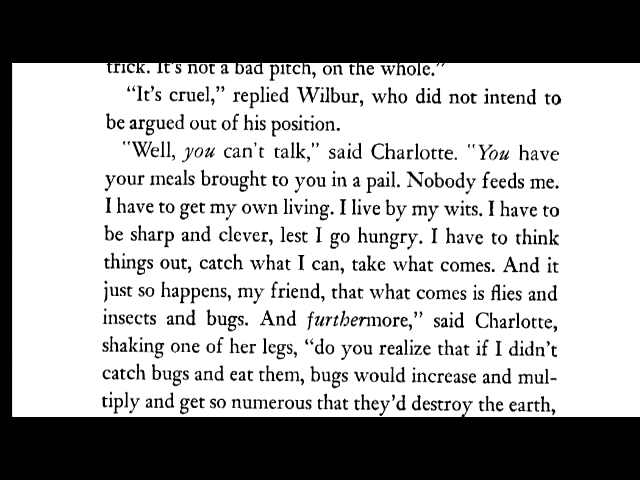 trick. It's not a bad pitch, on the whole."
"It's cruel," replied Wilbur, who did not intend to
be argued out of his position.
"Well, you can't talk," said Charlotte. "You have
your meals brought to you in a pail. Nobody feeds me.
I have to get my own living. I live by my wits. I have to
be sharp and clever, lest I go hungry. I have to think
things out, catch what I can, take what comes. And it
just so happens, my friend, that what comes is flies and
insects and bugs. And furthermore," said Charlotte,
shaking one of her legs, "do you realize that if I didn't
catch bugs and eat them, bugs would increase and mul-
tiply and get so numerous that they'd destroy the earth,